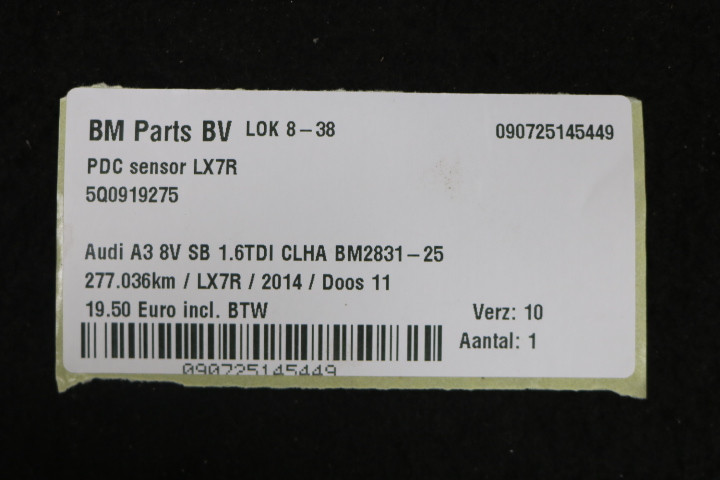 BM Parts BV LOK 8-38 090725145449
PDC sensor LX7R
5Q0919275
Audi A3 8V SB 1.6TDI CLHA BM2831-25
277.036km / LX7R / 2014 / Doos 11
19.50 Euro incl. BTW Verz: 10
Aantal: 1
090725145449